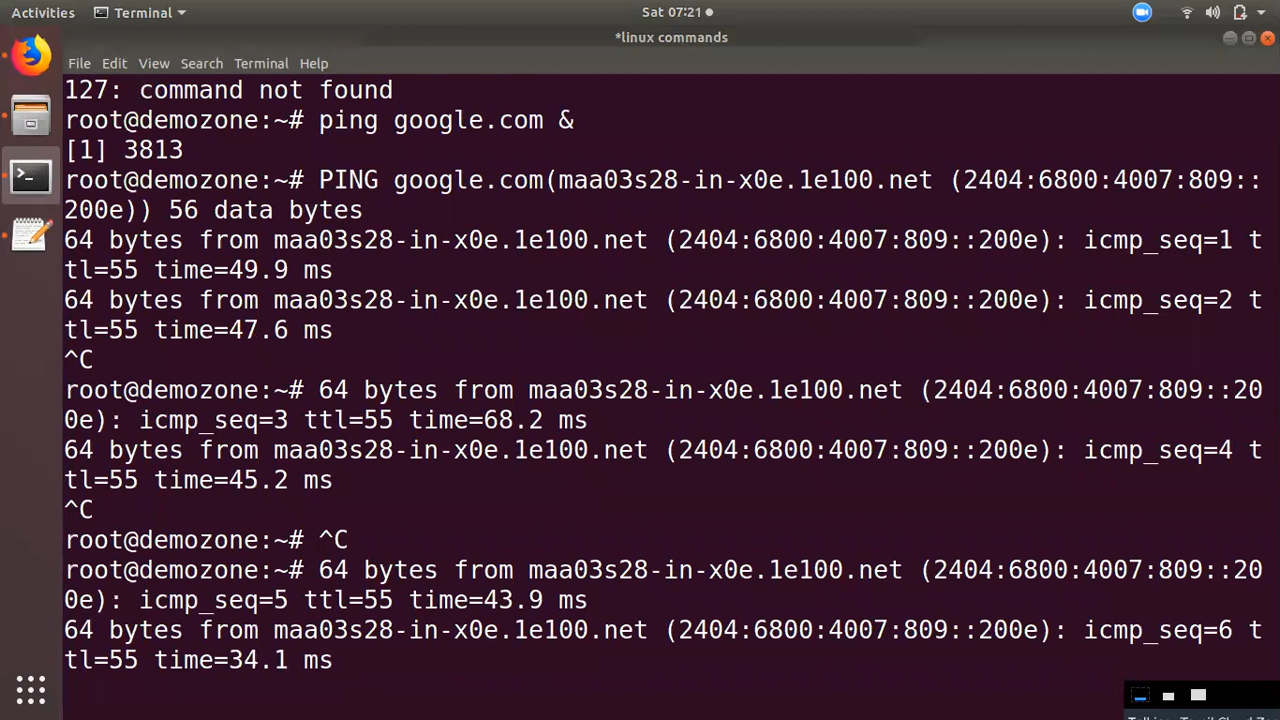 Activities Terminal Sat 07:21
*linux commands
File Edit View Search Terminal Help
127: command not found
root@demozone:~# ping google.com &
[1] 3813
root@demozone:~# PING google.com(maa03s28-in-x0e.1e100.net (2404:6800:4007:809::
200e)) 56 data bytes
64 bytes from maa03s28-in-x0e.1e100.net (2404:6800:4007:809::200e): icmp_seq=1 t
tl=55 time=49.9 ms
64 bytes from maa03s28-in-x0e.1e100.net (2404:6800:4007:809::200e): icmp_seq=2 t
tl=55 time=47.6 ms
^C
root@demozone:~# 64 bytes from maa03s28-in-x0e.1e100.net (2404:6800:4007:809::20
0e): icmp_seq=3 ttl=55 time=68.2 ms
64 bytes from maa03s28-in-x0e.1e100.net (2404:6800:4007:809::200e): icmp_seq=4 t
tl=55 time=45.2 ms
^C
root@demozone:~# ^C
root@demozone:~# 64 bytes from maa03s28-in-x0e.1e100.net (2404:6800:4007:809::20
0e): icmp_seq=5 ttl=55 time=43.9 ms
64 bytes from maa03s28-in-x0e.1e100.net (2404:6800:4007:809::200e): icmp_seq=6 t
tl=55 time=34.1 ms